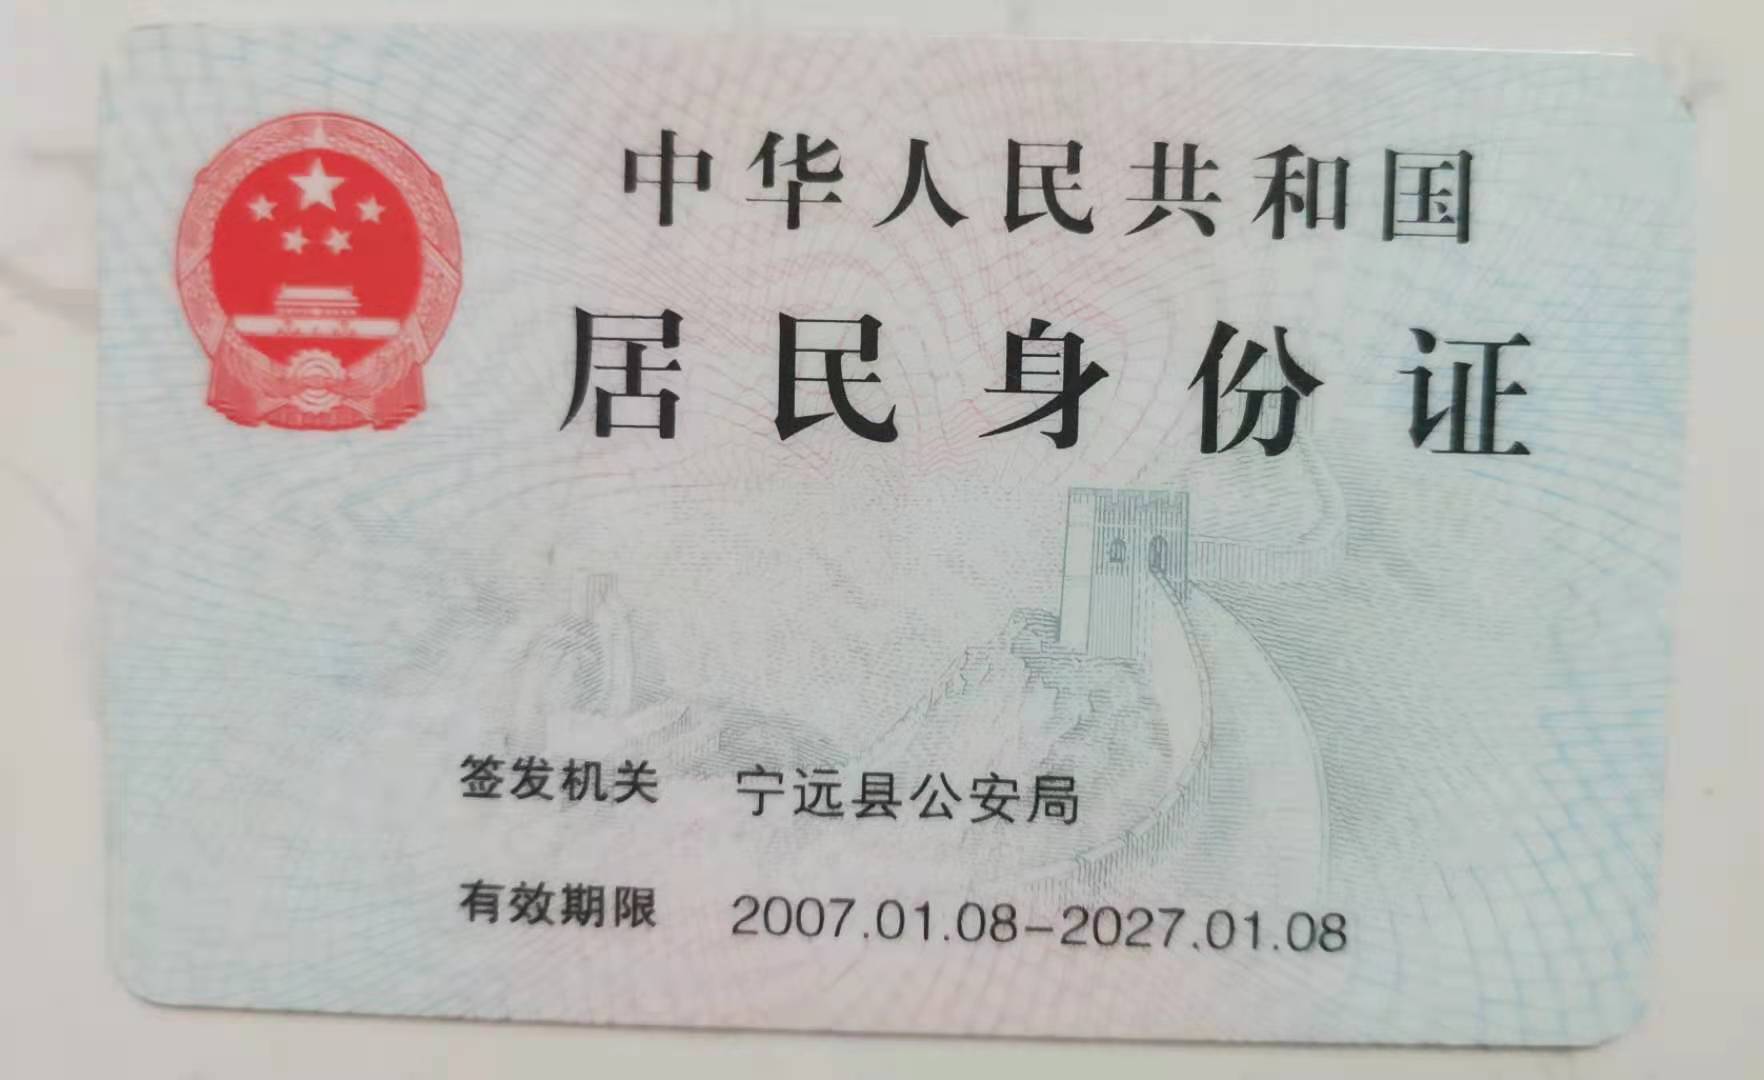 中华人民共和国
居民身份证
签发机关 宁远县公安局
有效期限 2007.01.08-2027.01.08